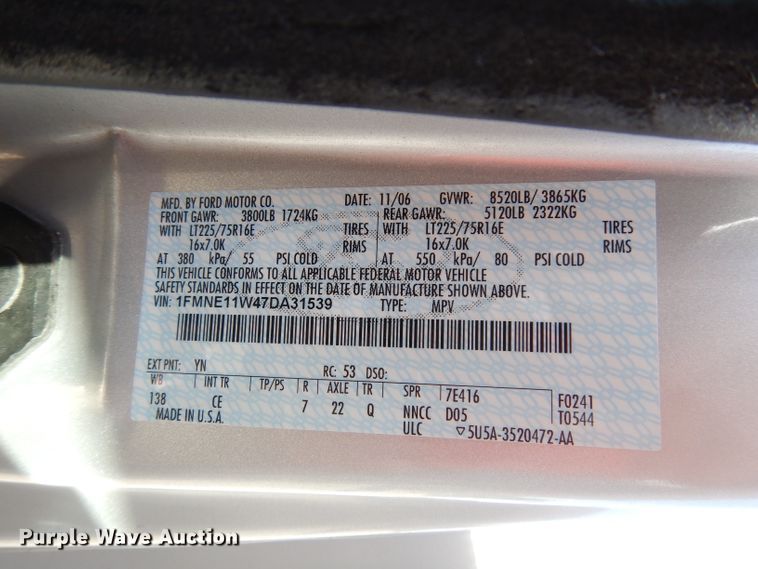 MFD. BY FORD MOTOR CO. DATE: 11/06 GVWR: 8520LB/ 3865KG
FRONT GAWR: 3800LB 1724KG REAR GAWR: 5120LB 2322KG
WITH LT225/75R16E TIRES WITH LT225/75R16E TIRES
16x7.0K RIMS 16x7.0K RIMS
AT 380 kPa/ 55 PSI COLD AT 550 kPa/ 80 PSI COLD
THIS VEHICLE CONFORMS TO ALL APPLICABLE FEDERAL MOTOR VEHICLE
SAFETY STANDARDS IN EFFECT ON THE DATE OF MANUFACTURE SHOWN ABOVE.
VIN: 1FMNE11W47DA31539 TYPE: MPV
EXT PNT: YN RC: 53 DSO:
WB INT TR TP/PS R AXLE TR SPR 7E416 F0241
138 CE 7 22 Q NNCC D05 T0544
MADE IN U.S.A. ULC ▽5U5A-3520472-AA
Purple Wave Auction